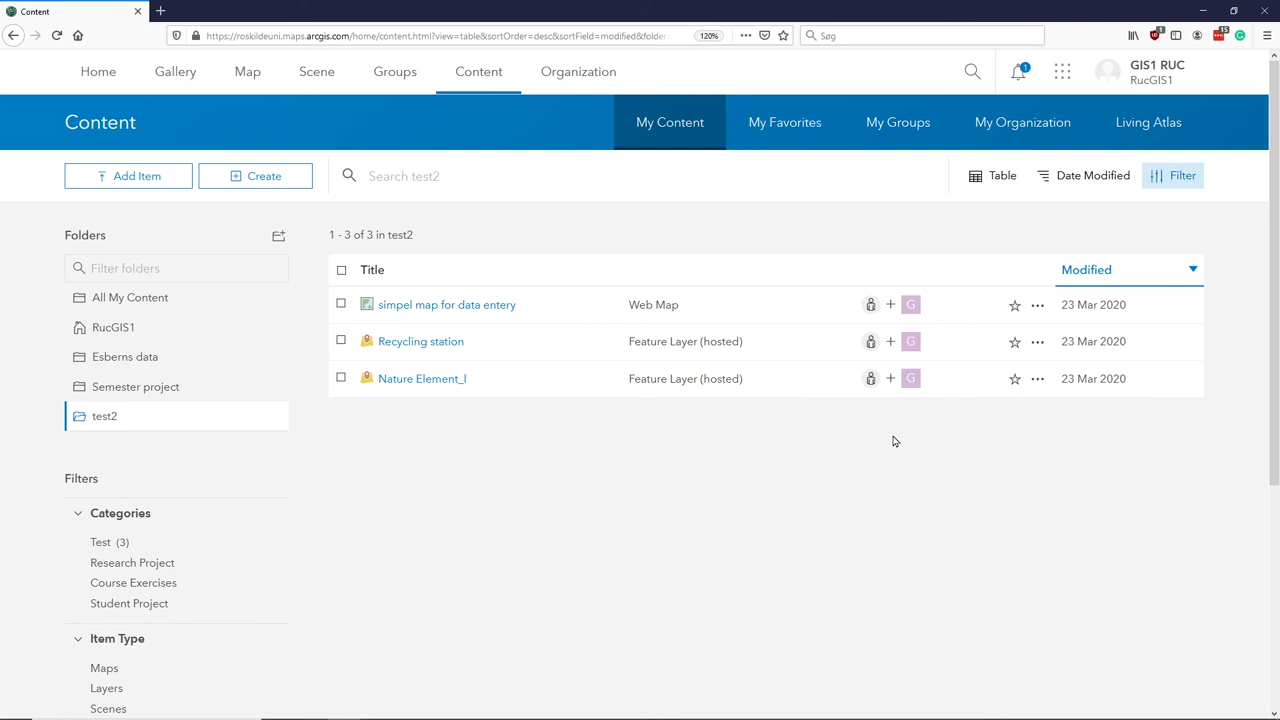 Content
https://roskildeuni.maps.arcgis.com/home/content.html?view=table&sortOrder=desc&sortField=modified&folder
120%
Søg
15
Home
Gallery
Map
Scene
Groups
Content
Organization
1
GIS1 RUC
RucGIS1
Content
My Content
My Favorites
My Groups
My Organization
Living Atlas
Add Item
Create
Search test2
Table
Date Modified
Filter
Folders
Filter folders
All My Content
RucGIS1
Esberns data
Semester project
test2
1 - 3 of 3 in test2
Title
Modified
simpel map for data entery
Web Map
G
23 Mar 2020
Recycling station
Feature Layer (hosted)
G
23 Mar 2020
Nature Element_l
Feature Layer (hosted)
G
23 Mar 2020
Filters
Categories
Test (3)
Research Project
Course Exercises
Student Project
Item Type
Maps
Layers
Scenes